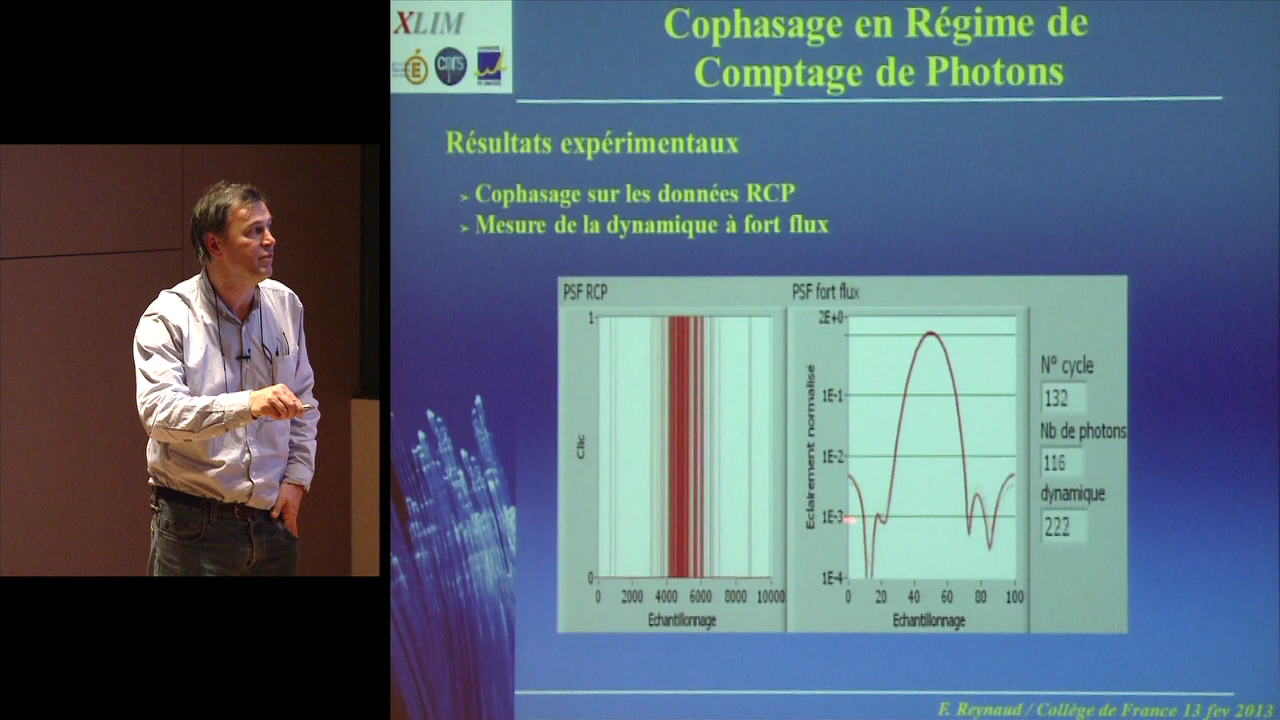 XLIM
cnrs
Cophasage en Régime de
Comptage de Photons
Résultats expérimentaux
➢ Cophasage sur les données RCP
➢ Mesure de la dynamique à fort flux
PSF RCP
1
Clic
0
0 2000 4000 6000 8000 10000
Echantillonnage
PSF fort flux
2E+0
1E-1
1E-2
1E-3
1E-4
Eclairement normalisé
0 20 40 60 80 100
Echantillonnage
N° cycle
132
Nb de photons
116
dynamique
222
F. Reynaud / Collège de France 13 fev 2013